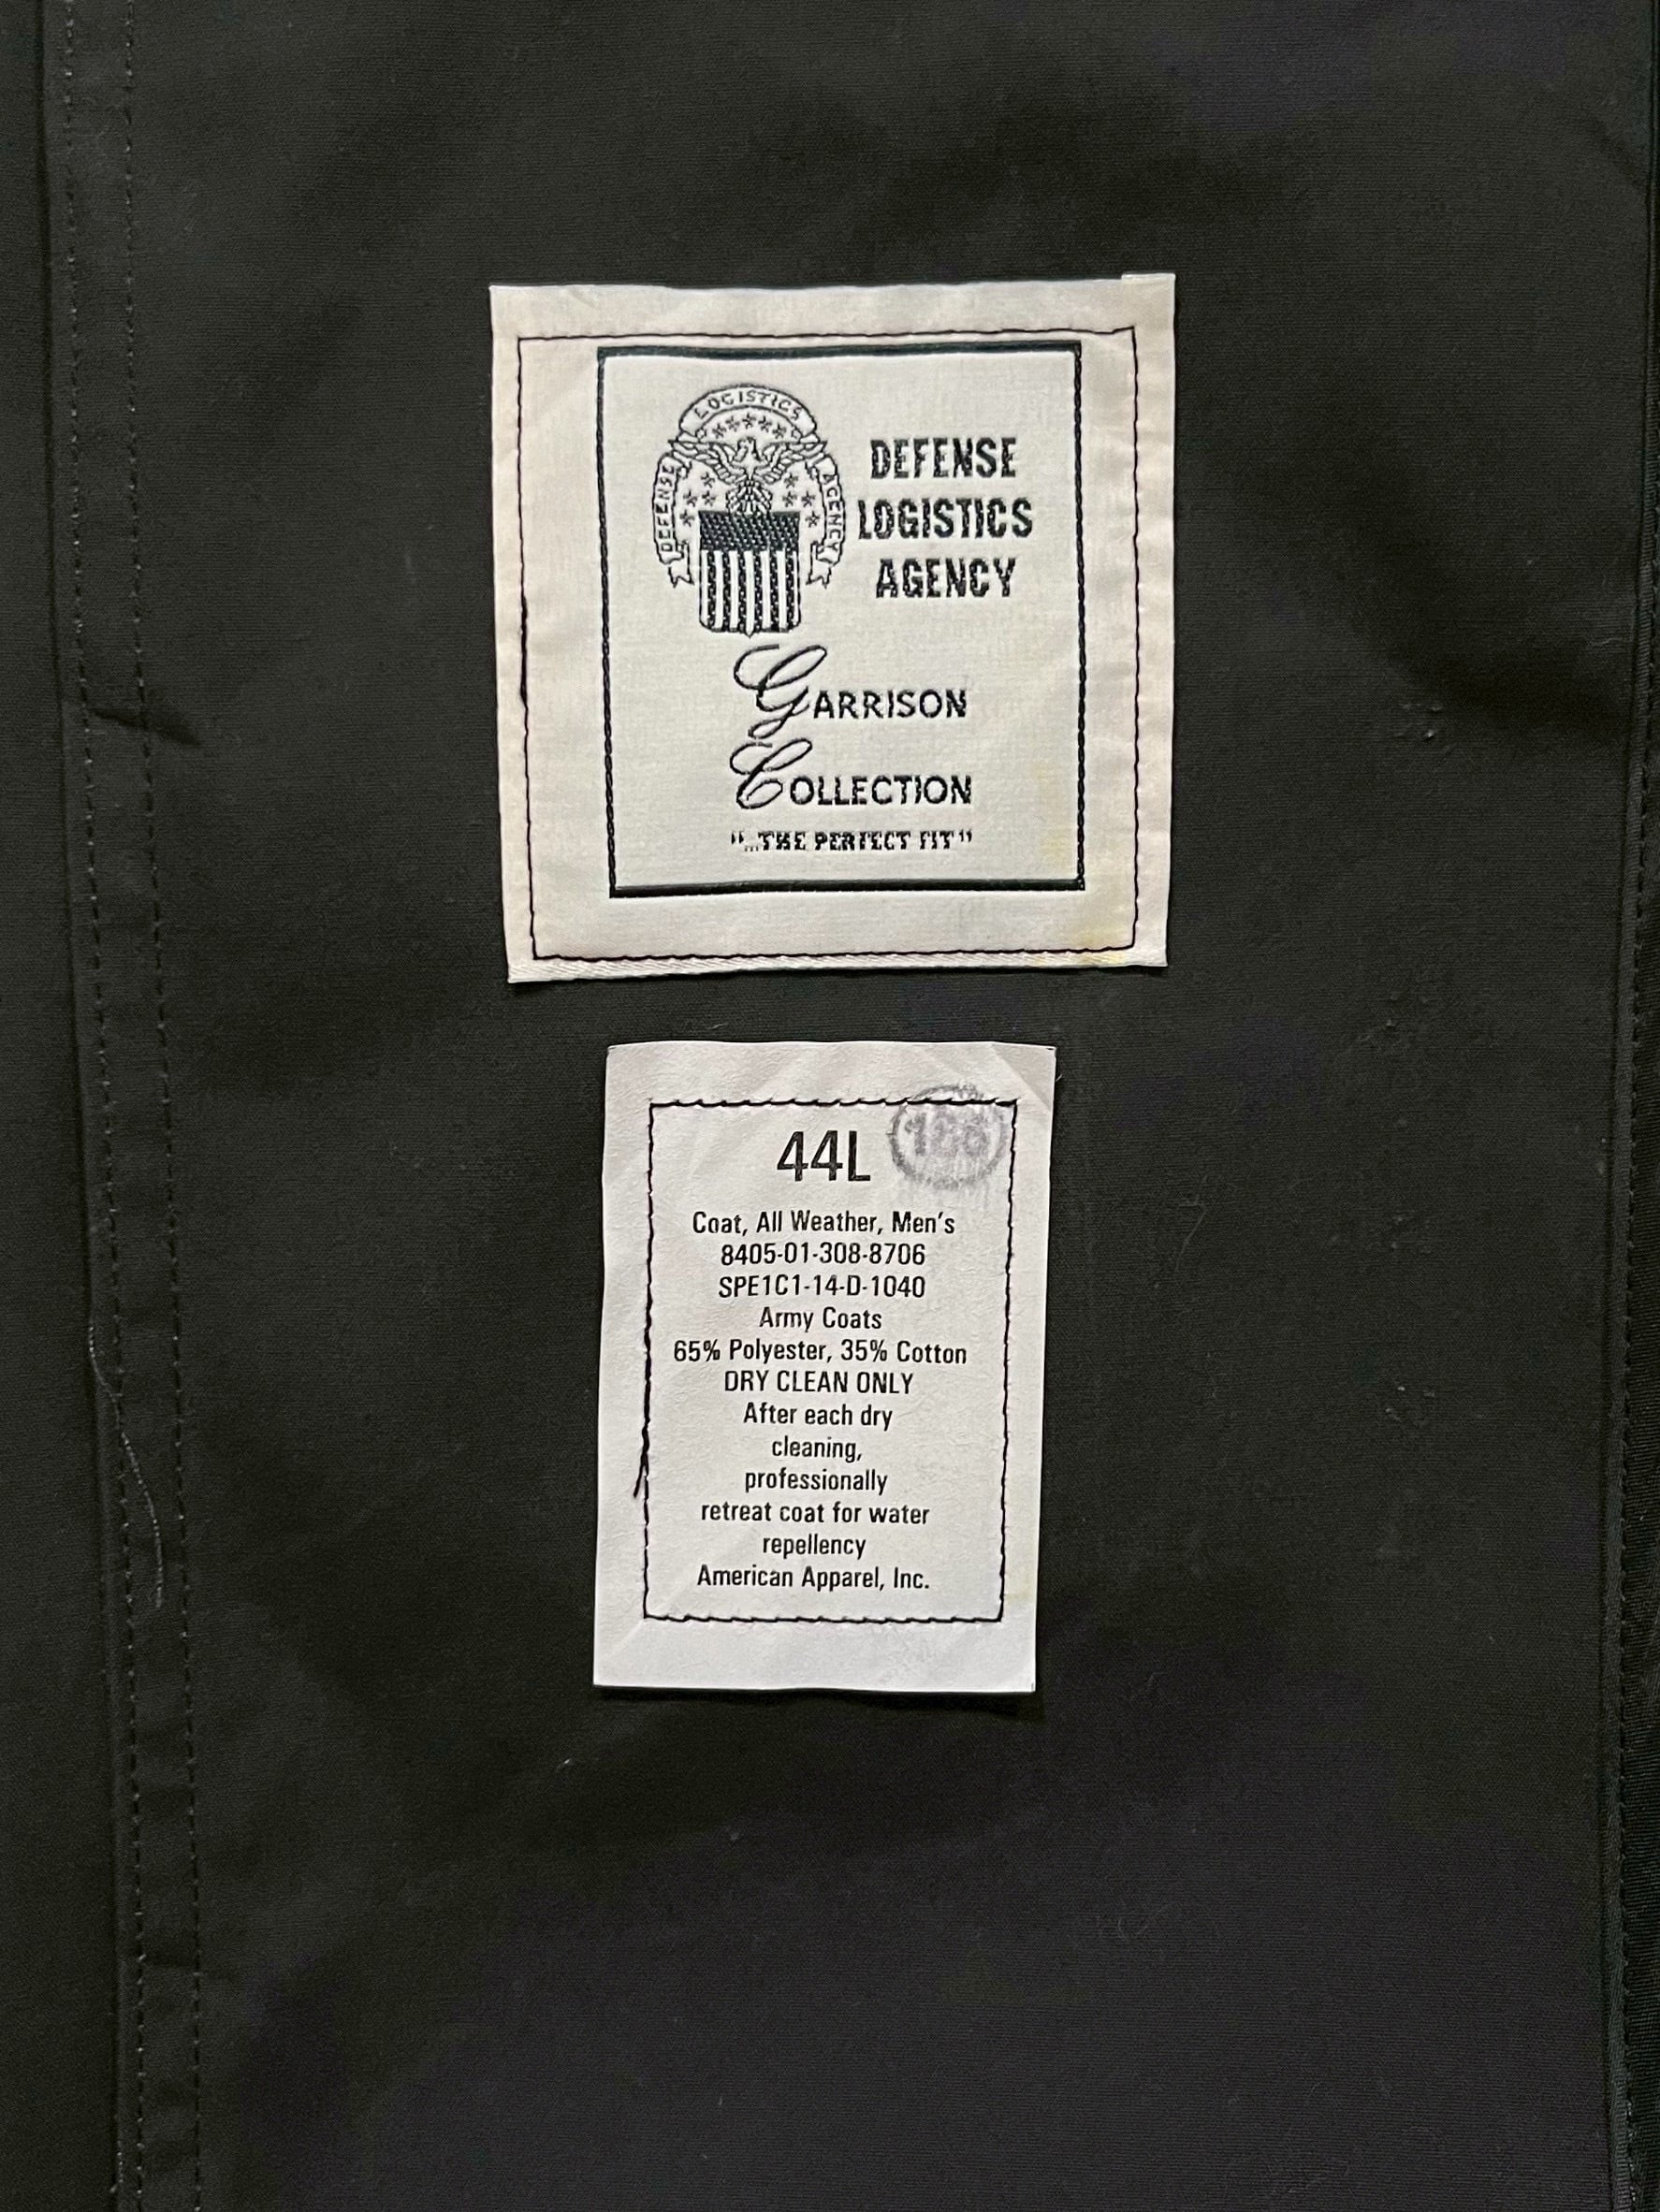 DEFENSE LOGISTICS AGENCY
DEFENSE
LOGISTICS
AGENCY
GARRISON
COLLECTION
"...THE PERFECT FIT"
44L
Coat, All Weather, Men's
8405-01-308-8706
SPE1C1-14-D-1040
Army Coats
65% Polyester, 35% Cotton
DRY CLEAN ONLY
After each dry
cleaning,
professionally
retreat coat for water
repellency
American Apparel, Inc.